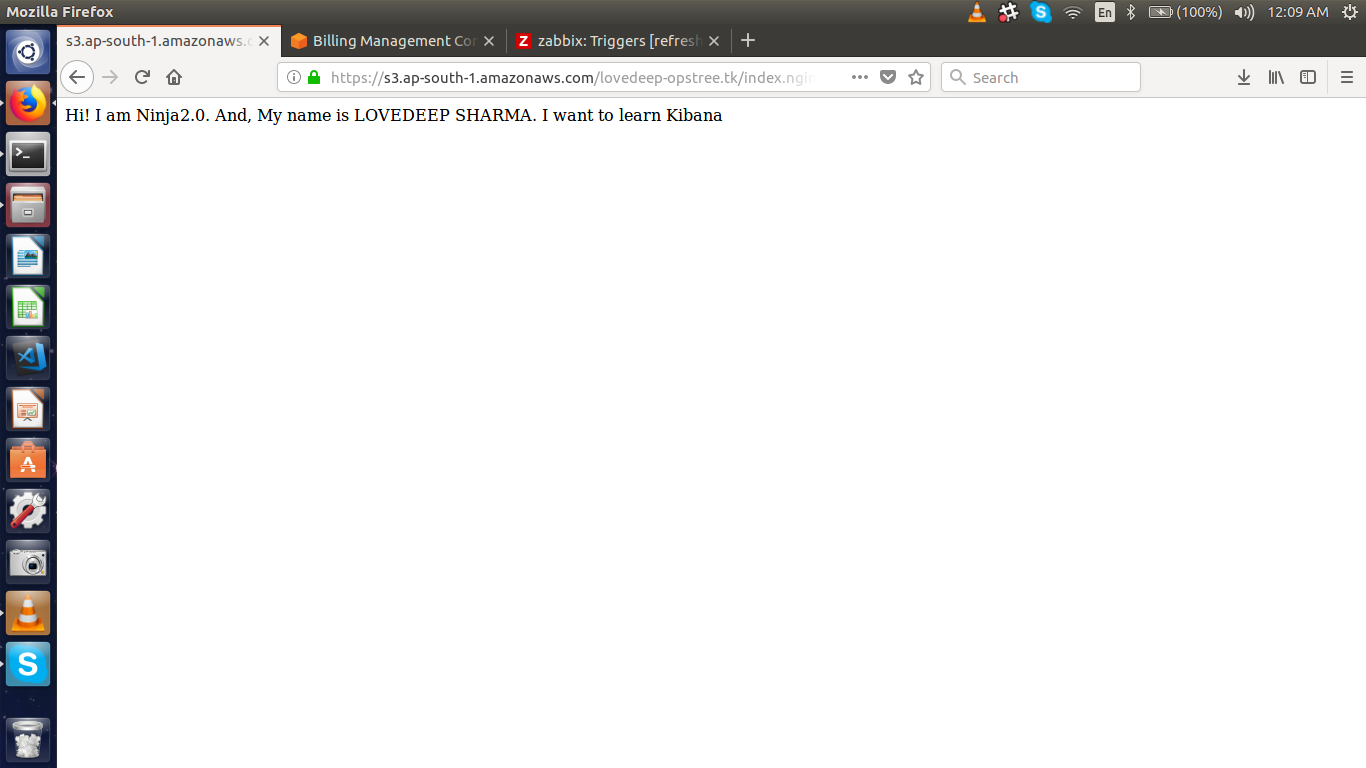 Mozilla Firefox
En
(100%)
12:09 AM
s3.ap-south-1.amazonaws.c
Billing Management Con
zabbix: Triggers [refresh
https://s3.ap-south-1.amazonaws.com/lovedeep-opstree.tk/index.ngin
Search
Hi! I am Ninja2.0. And, My name is LOVEDEEP SHARMA. I want to learn Kibana